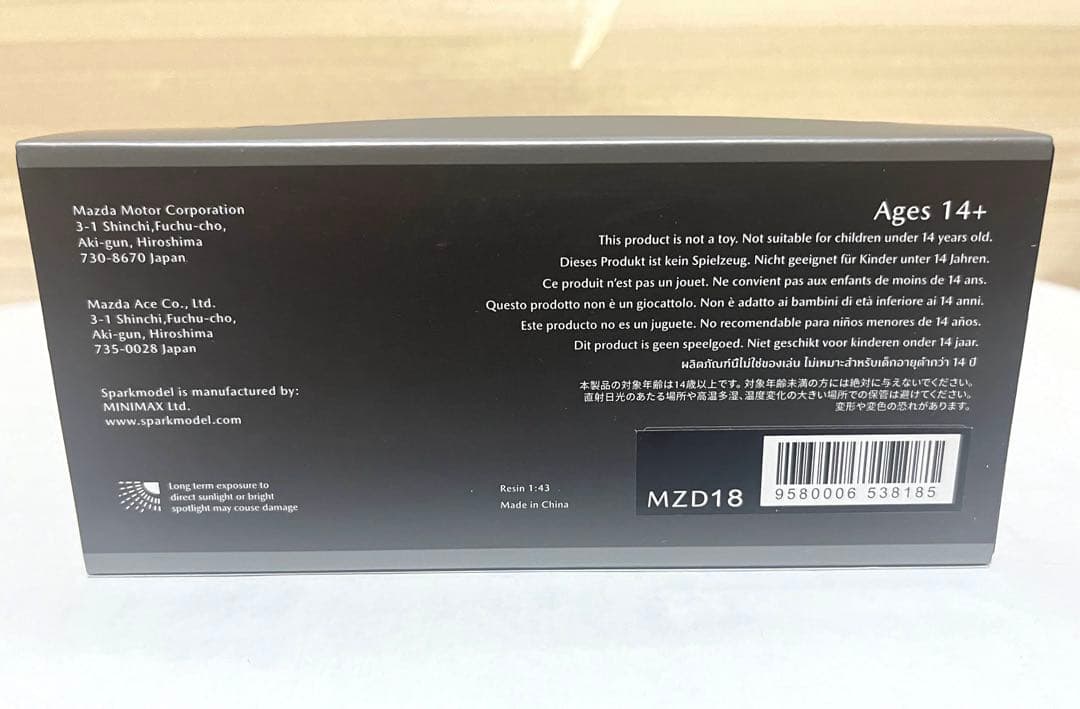 Mazda Motor Corporation
3-1 Shinchi,Fuchu-cho,
Aki-gun, Hiroshima
730-8670 Japan
Mazda Ace Co., Ltd.
3-1 Shinchi,Fuchu-cho,
Aki-gun, Hiroshima
735-0028 Japan
Sparkmodel is manufactured by:
MINIMAX Ltd.
www.sparkmodel.com
Long term exposure to
direct sunlight or bright
spotlight may couse damage
Resin 1:43
Made in China
Ages 14+
This product is not a toy. Not suitable for children under 14 years old.
Dieses Produkt ist kein Spielzeug. Nicht geeignet für Kinder unter 14 Jahren.
Ce produit n'est pas un jouet. Ne convient pas aux enfants de moins de 14 ans.
Questo prodotto non è un giocattolo. Non è adatto ai bambini di età inferiore ai 14 anni.
Este producto no es un juguete. No recomendable para niños menores de 14 años.
Dit product is geen speelgoed. Niet geschikt voor kinderen onder 14 jaar.
ผลิตภัณฑ์นี้ไม่ใช่ของเล่น ไม่เหมาะสำหรับเด็กอายุต่ำกว่า 14 ปี
本製品の対象年齢は14歳以上です。対象年齢未満の方には絶対に与えないでください。
直射日光のあたる場所や高温多湿、温度変化の大きい場所での保管は避けてください。
変形や変色の恐れがあります。
MZD18
9580006 538185